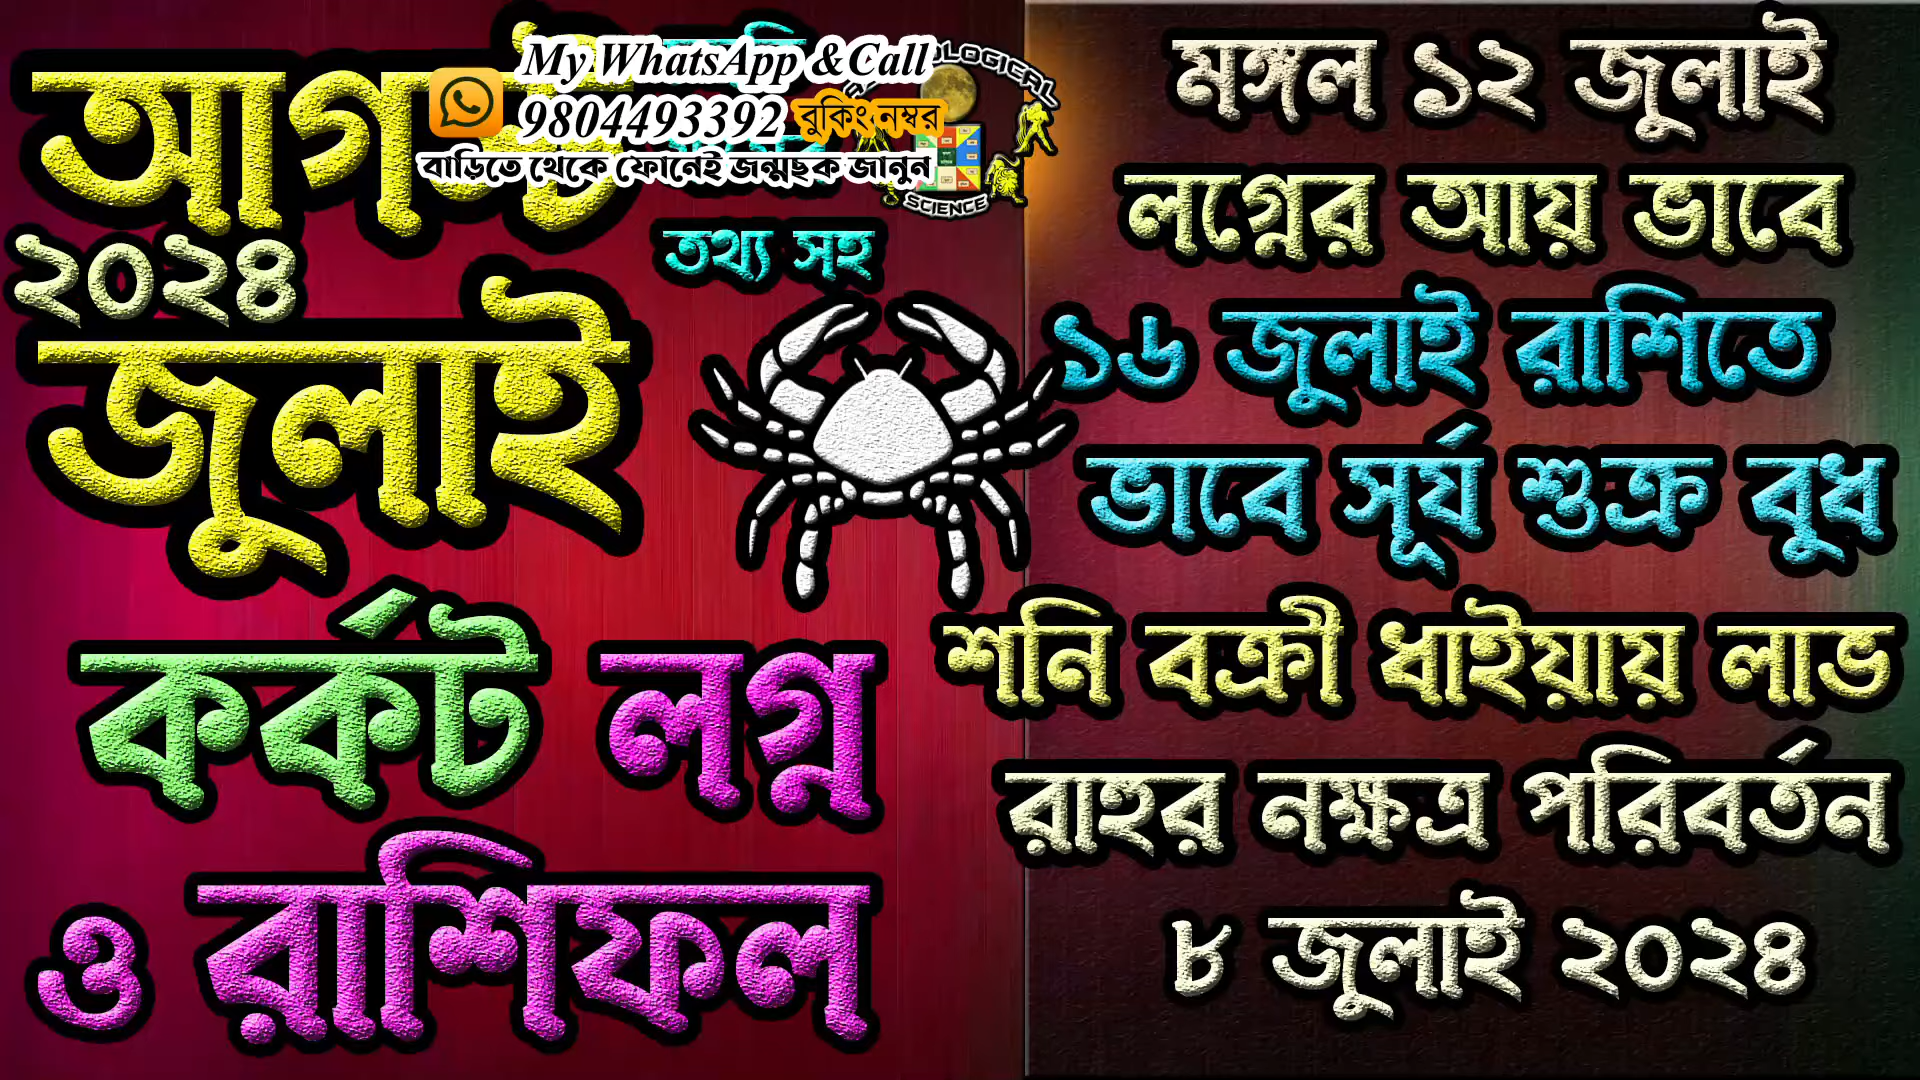 আগস্ট
২০২৪
জুলাই
কর্কট লগ্ন
ও রাশিফল
My WhatsApp & Call
9804493392 বুকিং নম্বর
বাড়িতে থেকে ফোনেই জন্মছক জানুন
তথ্য সহ
SCIENCE
মঙ্গল ১২ জুলাই
লগ্নের আয় ভাবে
১৬ জুলাই রাশিতে
ভাবে সূর্য শুক্র বুধ
শনি বক্রী ধাইয়ায় লাভ
রাহুর নক্ষত্র পরিবর্তন
৮ জুলাই ২০২৪